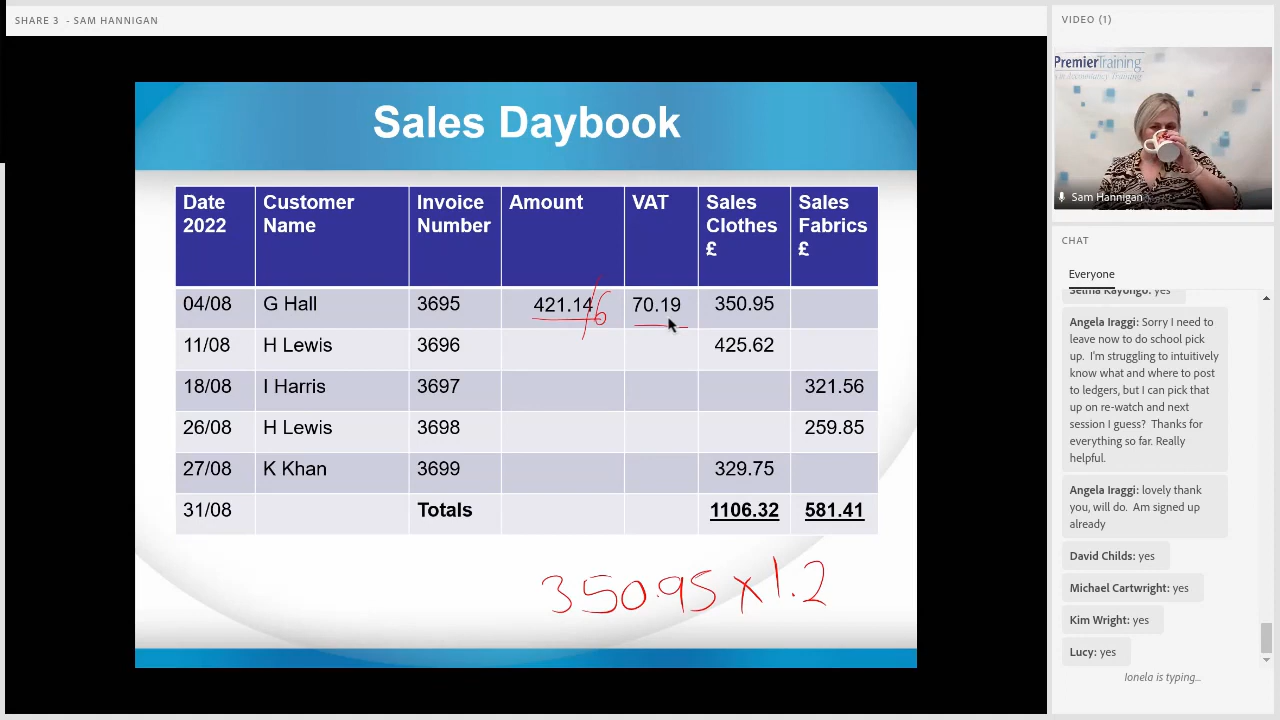 SHARE 3 - SAM HANNIGAN
Sales Daybook
Date 2022 Customer Name Invoice Number Amount VAT Sales Clothes £ Sales Fabrics £
04/08 G Hall 3695 421.14 /6 70.19 350.95
11/08 H Lewis 3696 425.62
18/08 I Harris 3697 321.56
26/08 H Lewis 3698 259.85
27/08 K Khan 3699 329.75
31/08 Totals 1106.32 581.41
350.95 x 1.2
VIDEO (1)
PremierTraining
Sam Hannigan
CHAT
Everyone
Selma Kayongo: yes
Angela Iraggi: Sorry I need to
leave now to do school pick
up. I'm struggling to intuitively
know what and where to post
to ledgers, but I can pick that
up on re-watch and next
session I guess? Thanks for
everything so far. Really
helpful.
Angela Iraggi: lovely thank
you, will do. Am signed up
already
David Childs: yes
Michael Cartwright: yes
Kim Wright: yes
Lucy: yes
Ionela is typing...